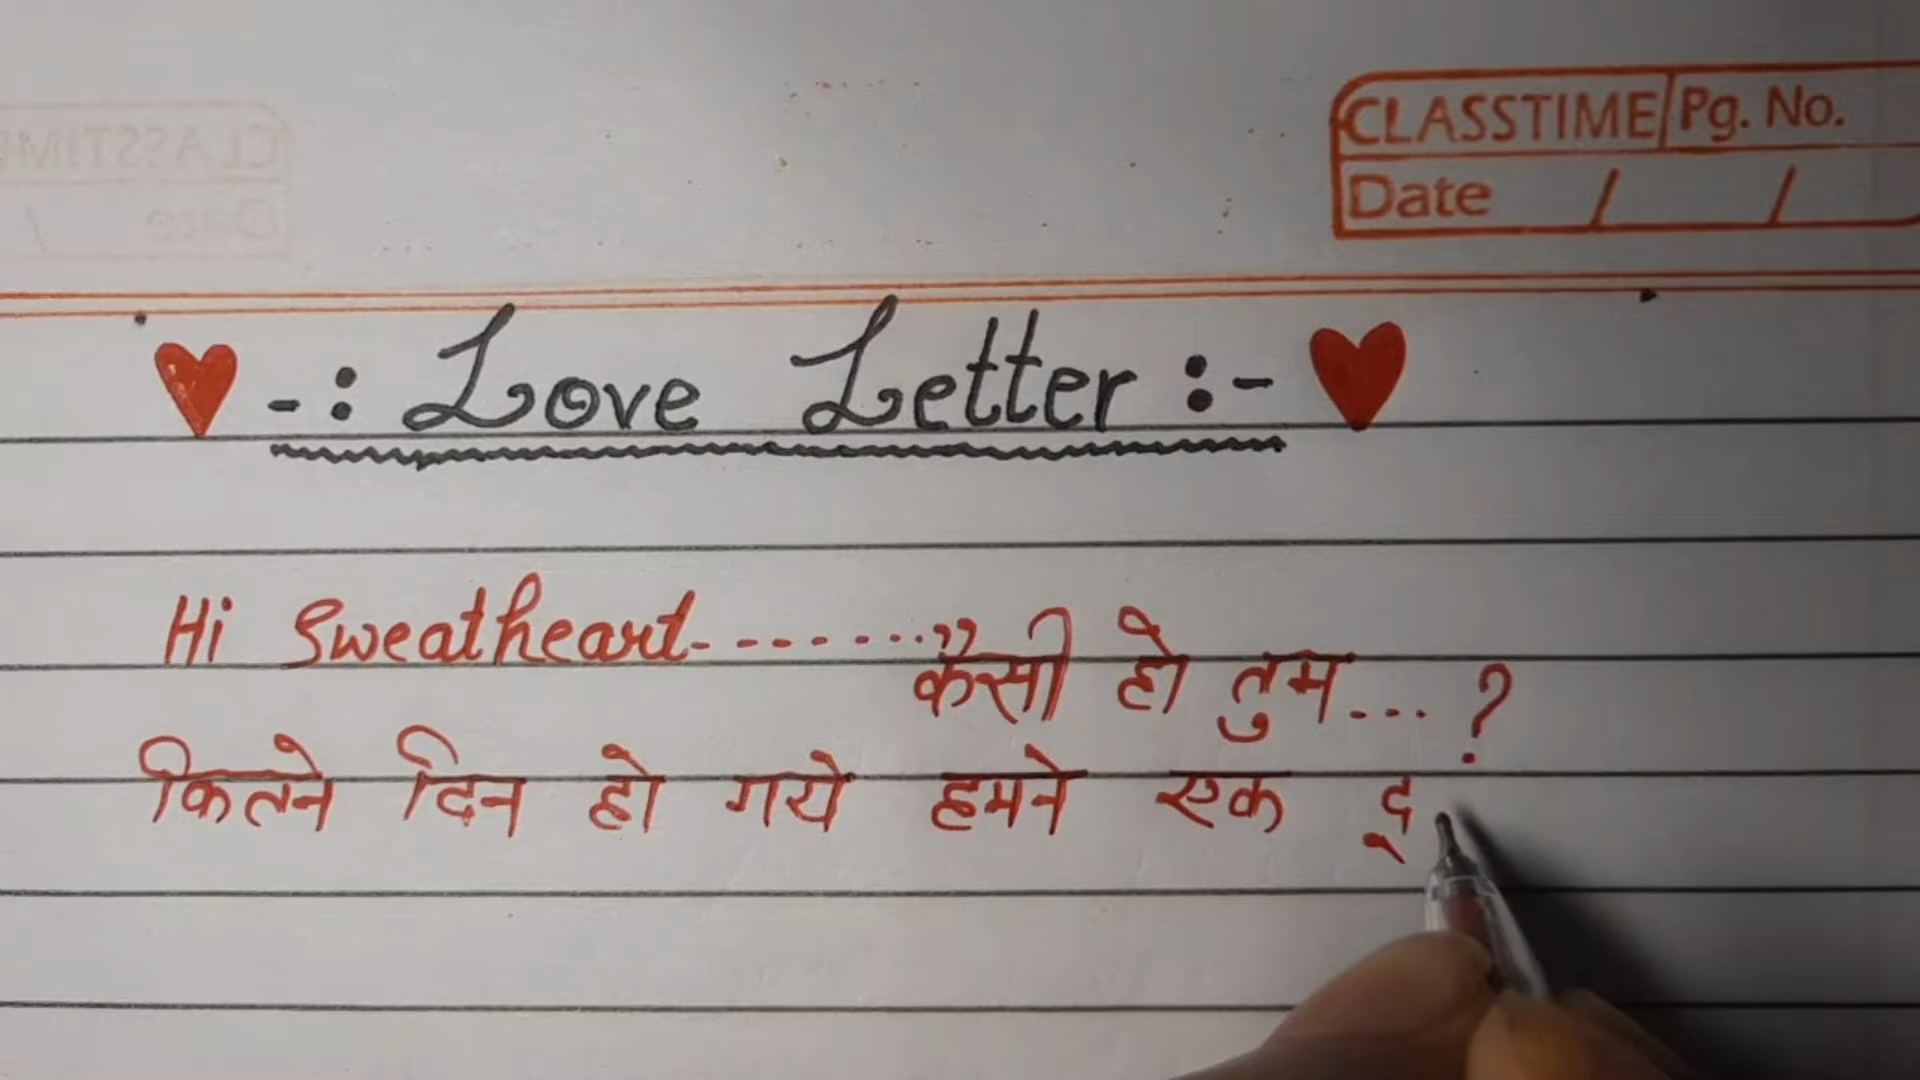 CLASSTIME Pg. No.
Date / /
-: Love Letter :-
Hi Sweatheart-.......,,
कैसी हो तुम...?
कितने दिन हो गये हमने एक दू